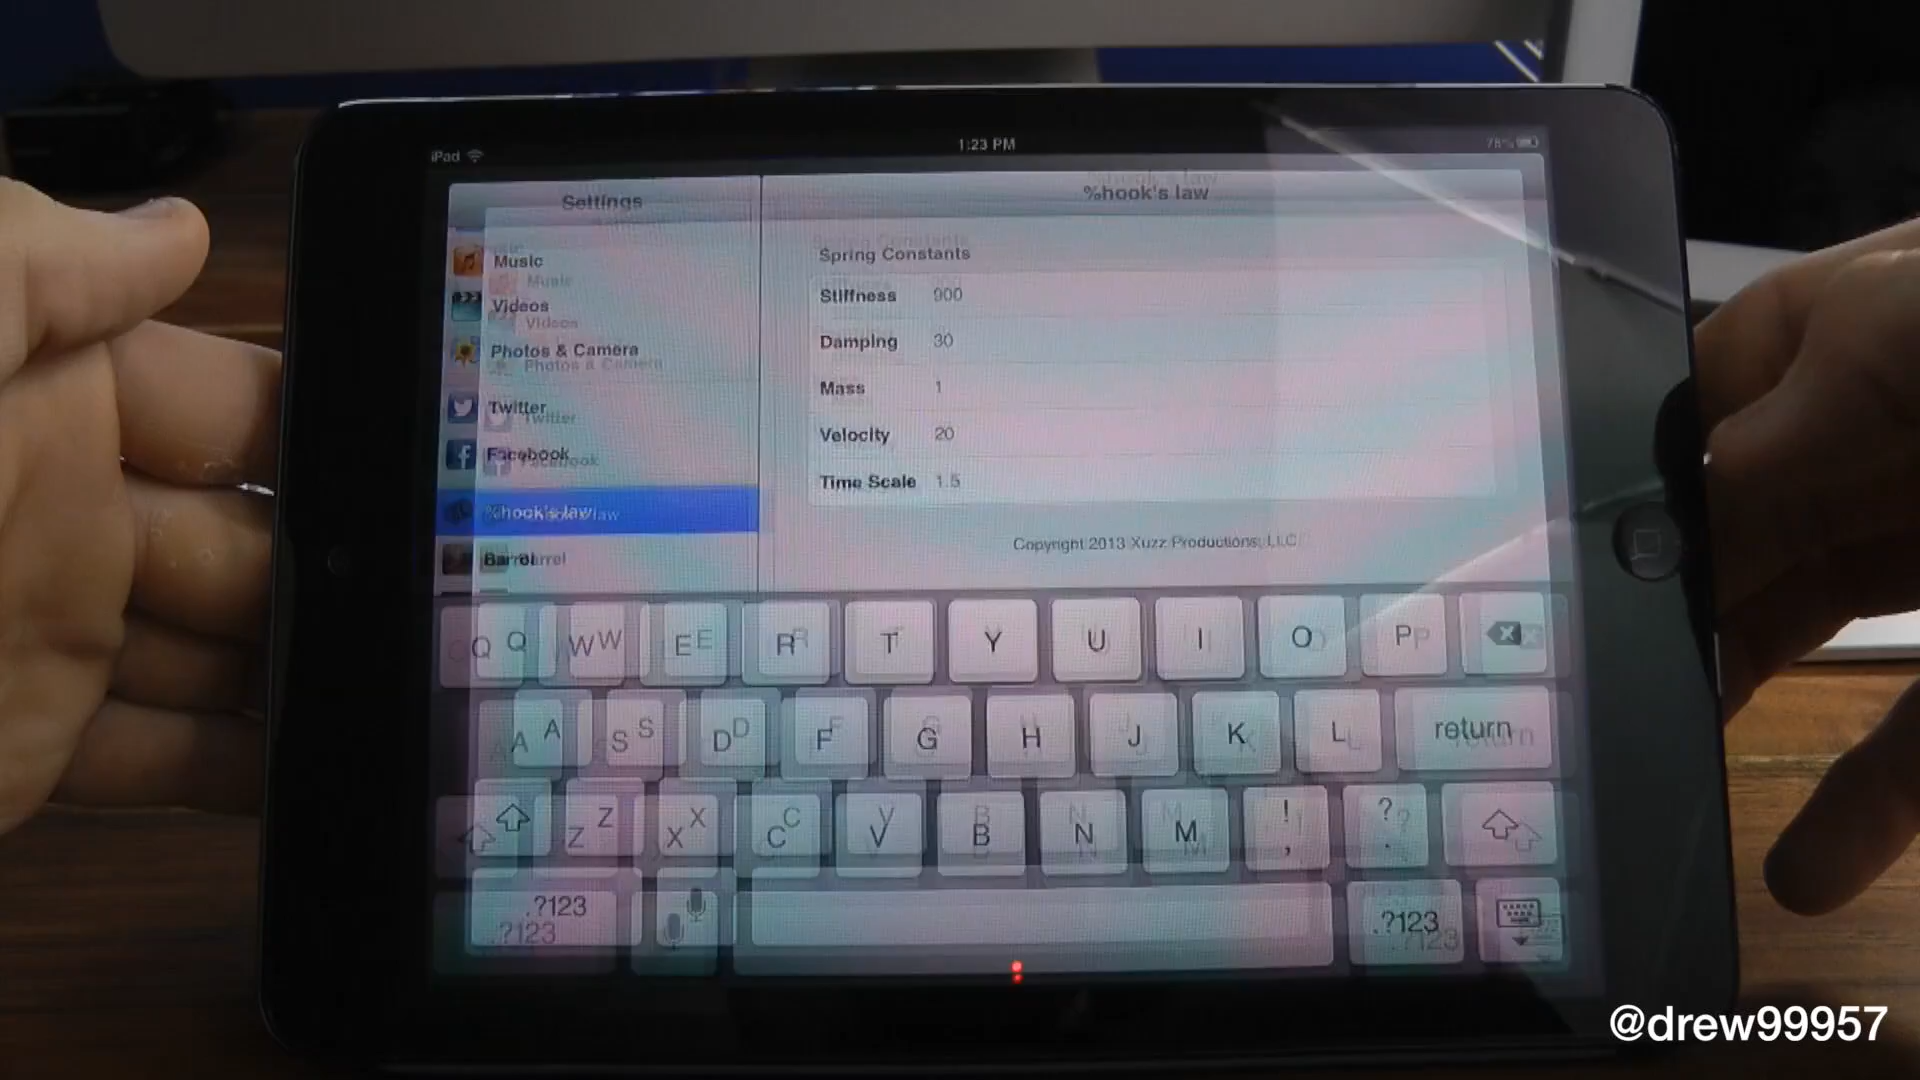 iPad
1:23 PM
Settings
%hook's law
Music
Videos
Photos & Camera
Twitter
Facebook
%hook's law
Barrel
Spring Constants
Stiffness 900
Damping 30
Mass 1
Velocity 20
Time Scale 1.5
Copyright 2013 Xuzz Productions, LLC
Q W E R T Y U I O P
A S D F G H J K L return
Z X C V B N M ! , ? .
.?123 .?123
@drew99957